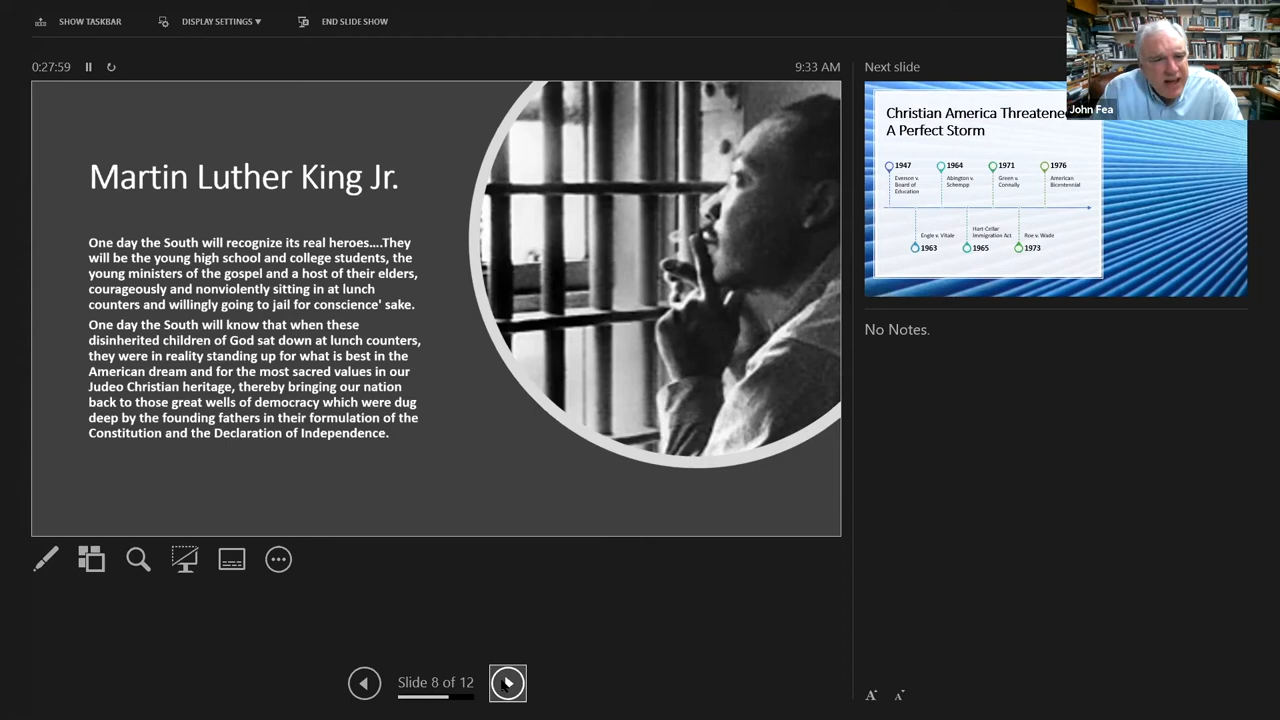 SHOW TASKBAR
DISPLAY SETTINGS ▼
END SLIDE SHOW
0:27:59
9:33 AM
Martin Luther King Jr.
One day the South will recognize its real heroes....They
will be the young high school and college students, the
young ministers of the gospel and a host of their elders,
courageously and nonviolently sitting in at lunch
counters and willingly going to jail for conscience' sake.
One day the South will know that when these
disinherited children of God sat down at lunch counters,
they were in reality standing up for what is best in the
American dream and for the most sacred values in our
Judeo Christian heritage, thereby bringing our nation
back to those great wells of democracy which were dug
deep by the founding fathers in their formulation of the
Constitution and the Declaration of Independence.
Slide 8 of 12
Next slide
John Fea
Christian America Threatene
A Perfect Storm
1947
Everson v.
Board of
Education
1964
Abington v.
Schempp
1971
Green v.
Connally
1976
American
Bicentennial
Engle v. Vitale
1963
Hart-Cellar
Immigration Act
1965
Roe v. Wade
1973
No Notes.
A A